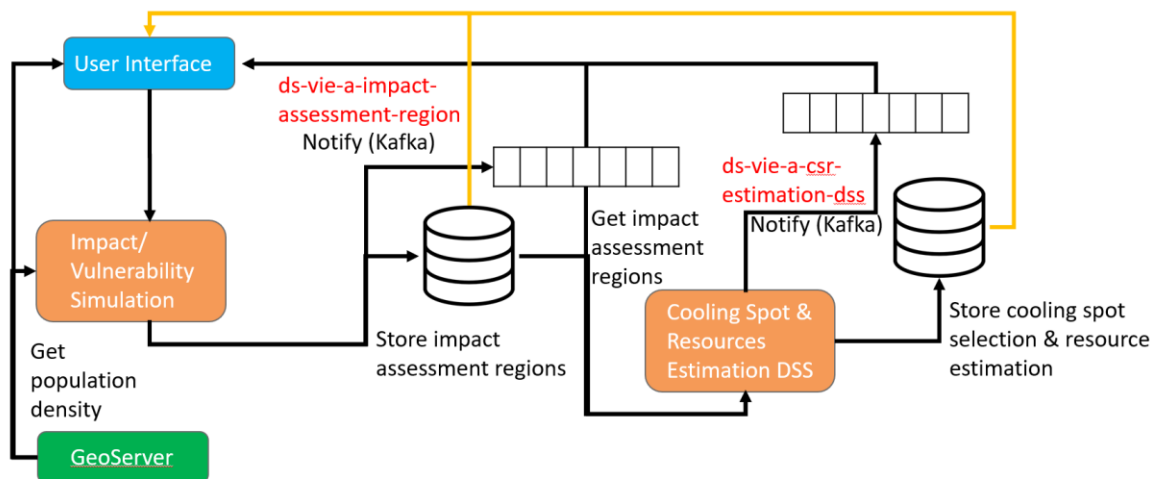 User Interface
ds-vie-a-impact-
assessment-region
Notify (Kafka)
ds-vie-a-csr-
estimation-dss
Notify (Kafka)
Impact/
Vulnerability
Simulation
Get impact
assessment
regions
Cooling Spot &
Resources
Estimation DSS
Store impact
assessment regions
Store cooling spot
selection & resource
estimation
Get
population
density
GeoServer